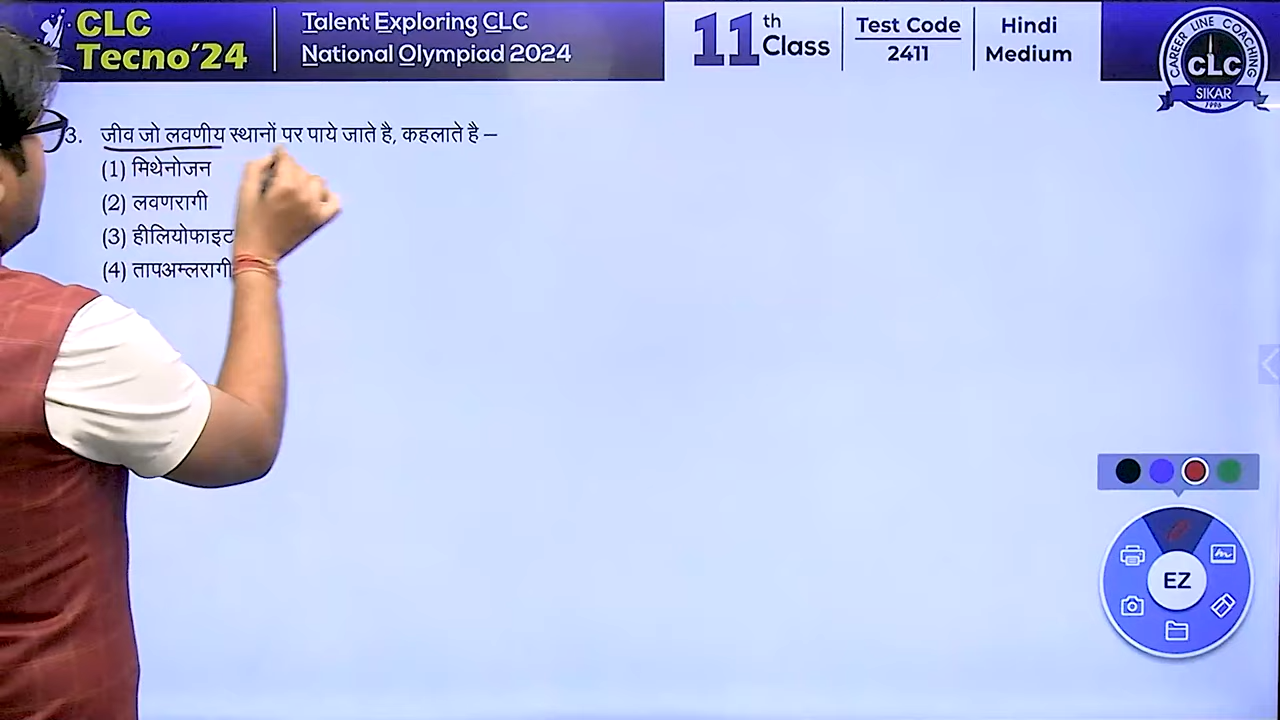 CLC
Tecno'24
Talent Exploring CLC
National Olympiad 2024
11th Class
Test Code
2411
Hindi
Medium
CAREER LINE COACHING
CLC
SIKAR
1996
3. जीव जो लवणीय स्थानों पर पाये जाते है, कहलाते है –
(1) मिथेनोजन
(2) लवणरागी
(3) हीलियोफाइट
(4) तापअम्लरागी
EZ